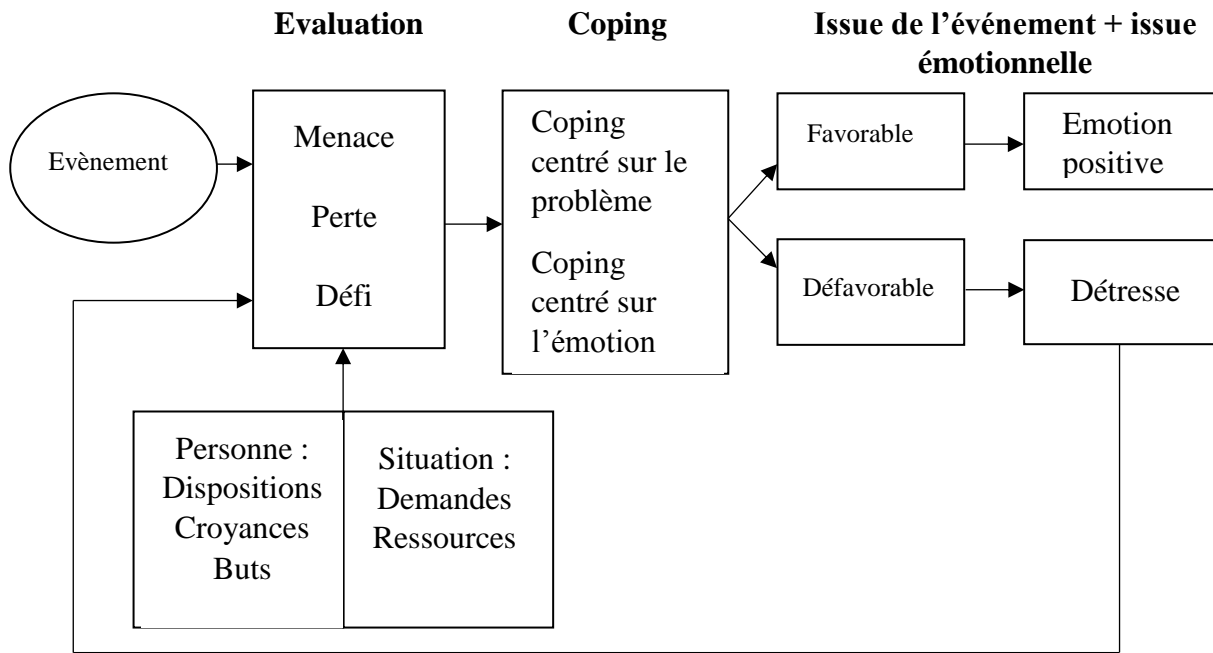 Evaluation
Coping
Issue de l’événement + issue
émotionnelle
Evènement
Menace
Perte
Défi
Coping
centré sur le
problème
Coping
centré sur
l’émotion
Favorable
Emotion
positive
Défavorable
Détresse
Personne :
Dispositions
Croyances
Buts
Situation :
Demandes
Ressources